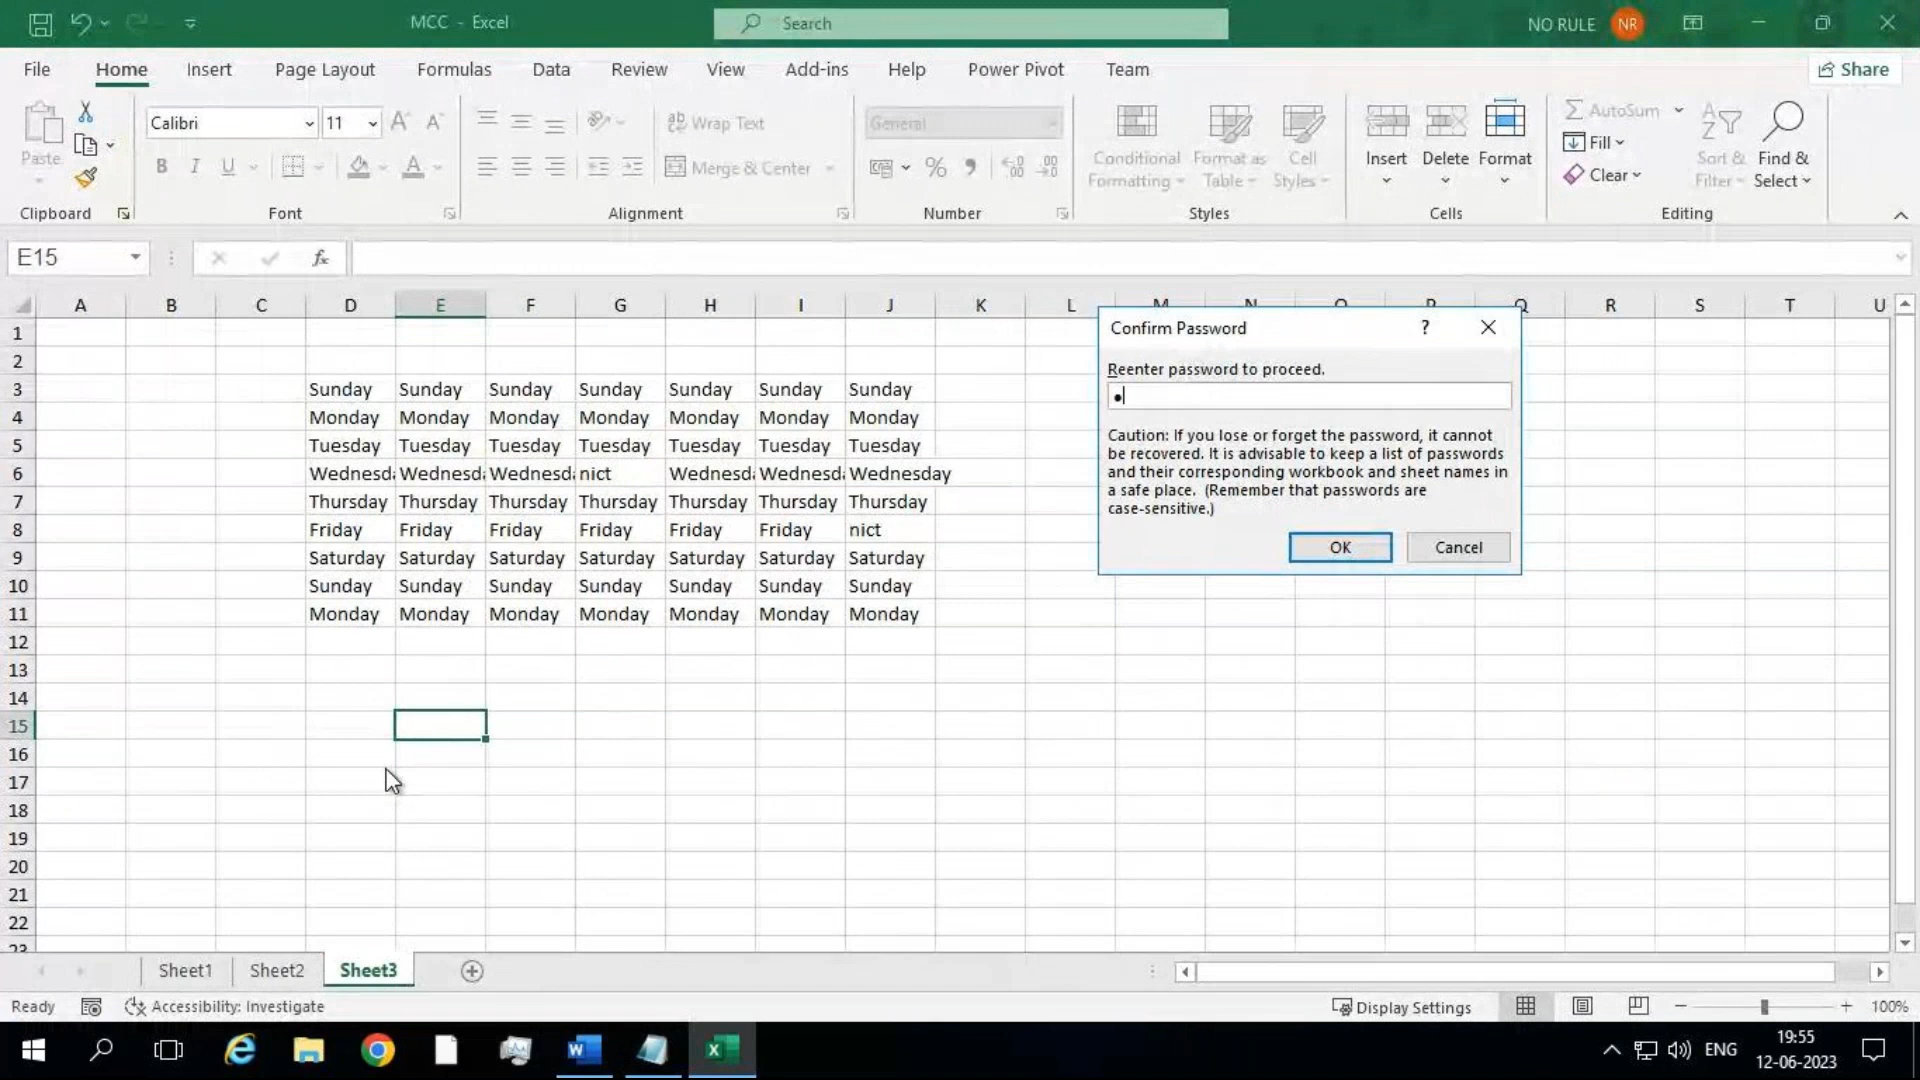 MCC - Excel
Search
NO RULE NR
File Home Insert Page Layout Formulas Data Review View Add-ins Help Power Pivot Team Share
Calibri 11 Wrap Text General AutoSum
Paste B I U Merge & Center % Conditional Formatting Format as Table Cell Styles Insert Delete Format Fill Clear Sort & Filter Find & Select
Clipboard Font Alignment Number Styles Cells Editing
E15 fx
A B C D E F G H I J K L M N O P Q R S T U
1
2
3 Sunday Sunday Sunday Sunday Sunday Sunday Sunday
4 Monday Monday Monday Monday Monday Monday Monday
5 Tuesday Tuesday Tuesday Tuesday Tuesday Tuesday Tuesday
6 Wednesda Wednesda Wednesda nict Wednesda Wednesda Wednesday
7 Thursday Thursday Thursday Thursday Thursday Thursday Thursday
8 Friday Friday Friday Friday Friday Friday nict
9 Saturday Saturday Saturday Saturday Saturday Saturday Saturday
10 Sunday Sunday Sunday Sunday Sunday Sunday Sunday
11 Monday Monday Monday Monday Monday Monday Monday
12
13
14
15
16
17
18
19
20
21
22
23
Confirm Password ?
Reenter password to proceed.
Caution: If you lose or forget the password, it cannot
be recovered. It is advisable to keep a list of passwords
and their corresponding workbook and sheet names in
a safe place. (Remember that passwords are
case-sensitive.)
OK Cancel
Sheet1 Sheet2 Sheet3
Ready Accessibility: Investigate Display Settings 100%
ENG 19:55
12-06-2023